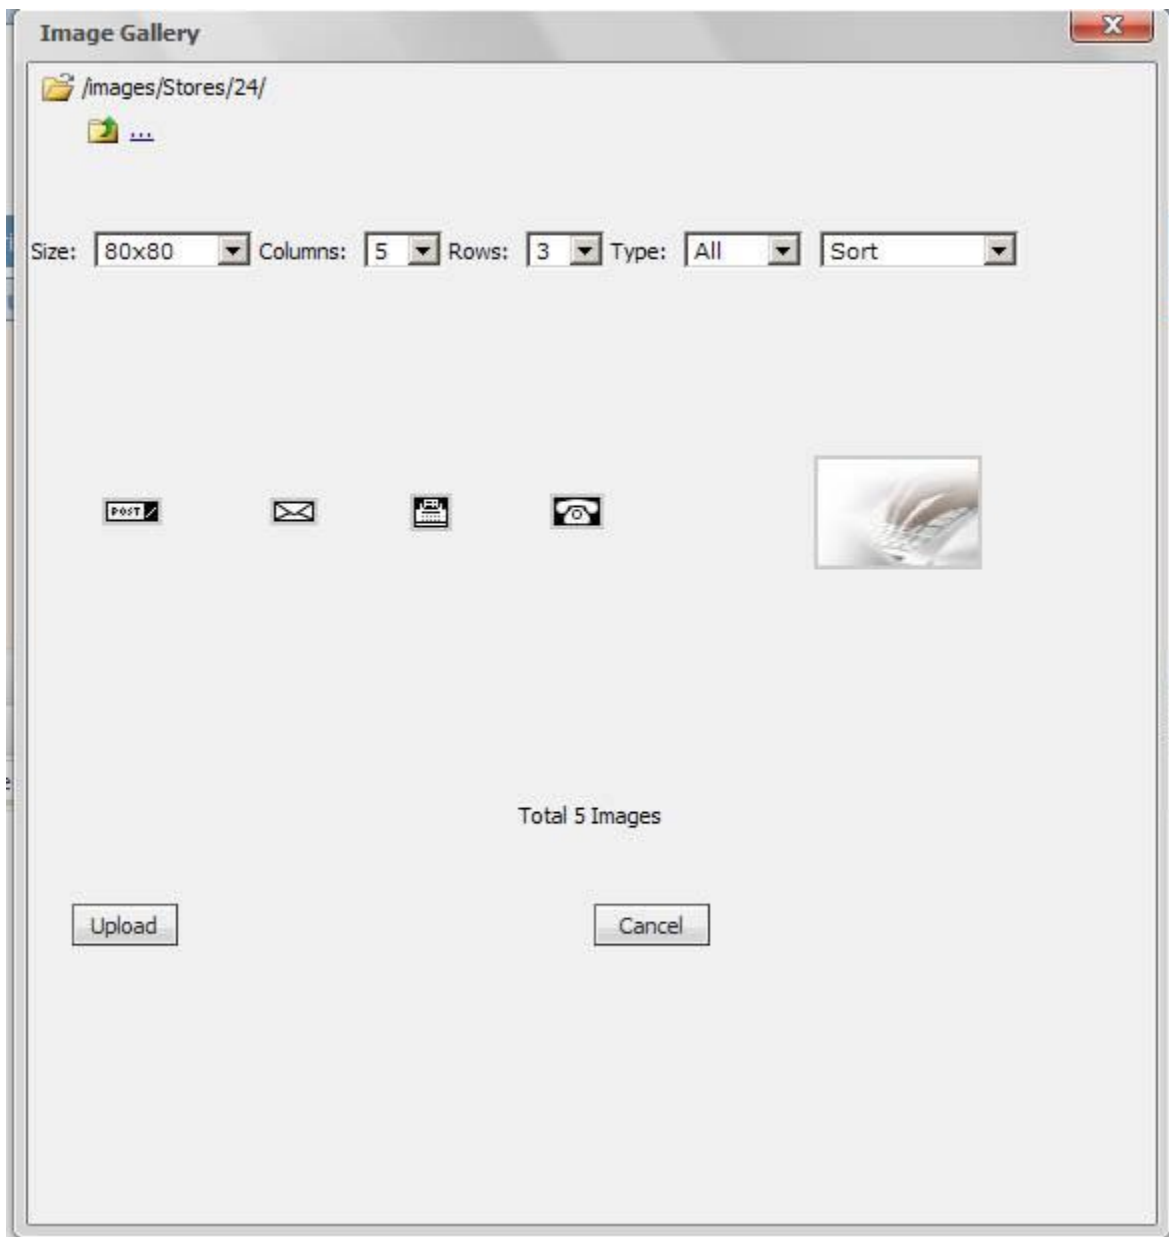 Image Gallery
X
/images/Stores/24/
...
Size: 80x80 Columns: 5 Rows: 3 Type: All Sort
POST
Total 5 Images
Upload Cancel